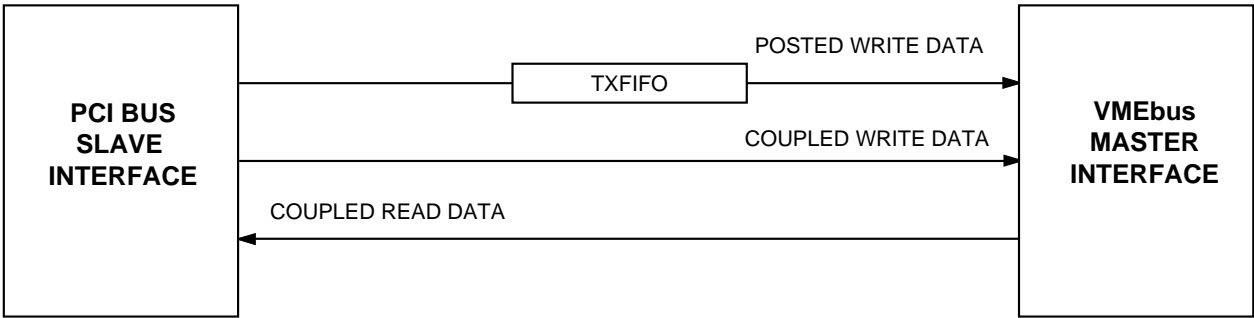 PCI BUS
SLAVE
INTERFACE
POSTED WRITE DATA
TXFIFO
COUPLED WRITE DATA
COUPLED READ DATA
VMEbus
MASTER
INTERFACE